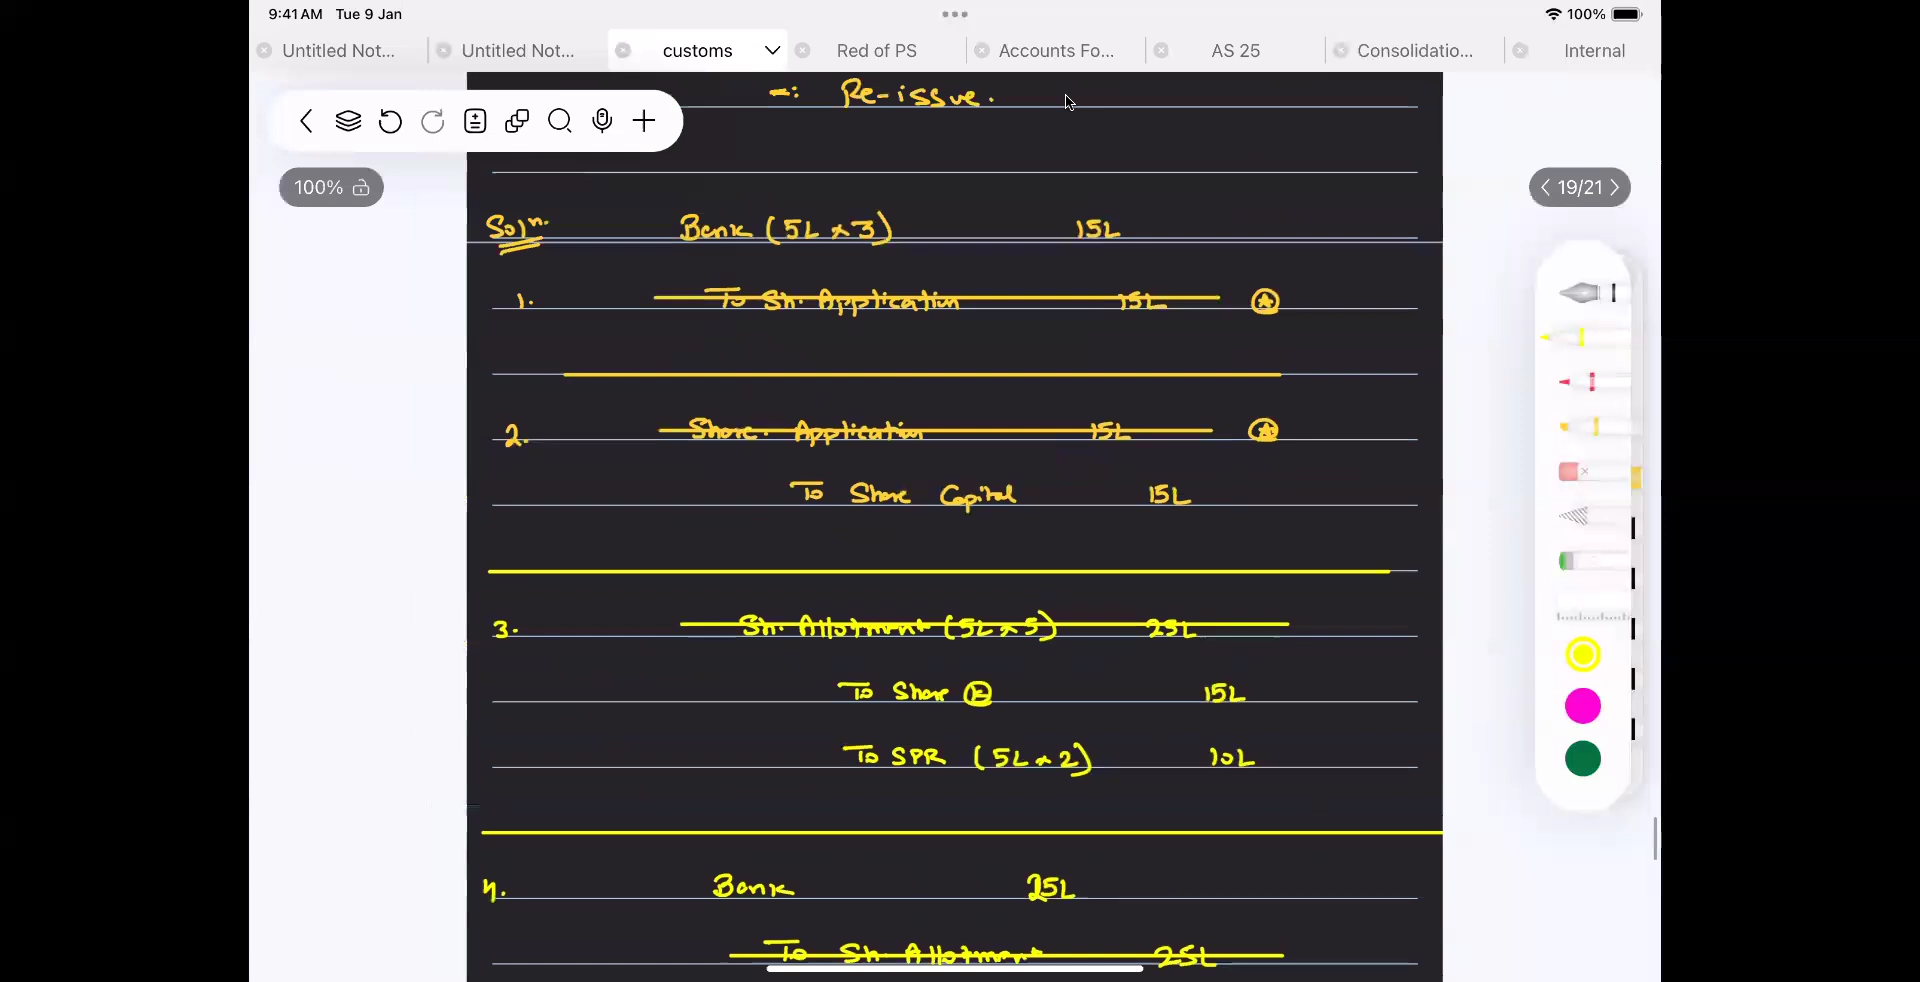 9:41 AM Tue 9 Jan 100%
Untitled Not... Untitled Not... customs Red of PS Accounts Fo... AS 25 Consolidatio... Internal
-: Re-issue.
100% 19/21
Solⁿ. Bank (5L × 3) 15L
1. To Sh. Application 15L
2. Share. Application 15L
To Share Capital 15L
3. Sh. Allotment (5L × 5) 25L
To Share 15L
To SPR (5L × 2) 10L
4. Bank 25L
To Sh. Allotment 25L